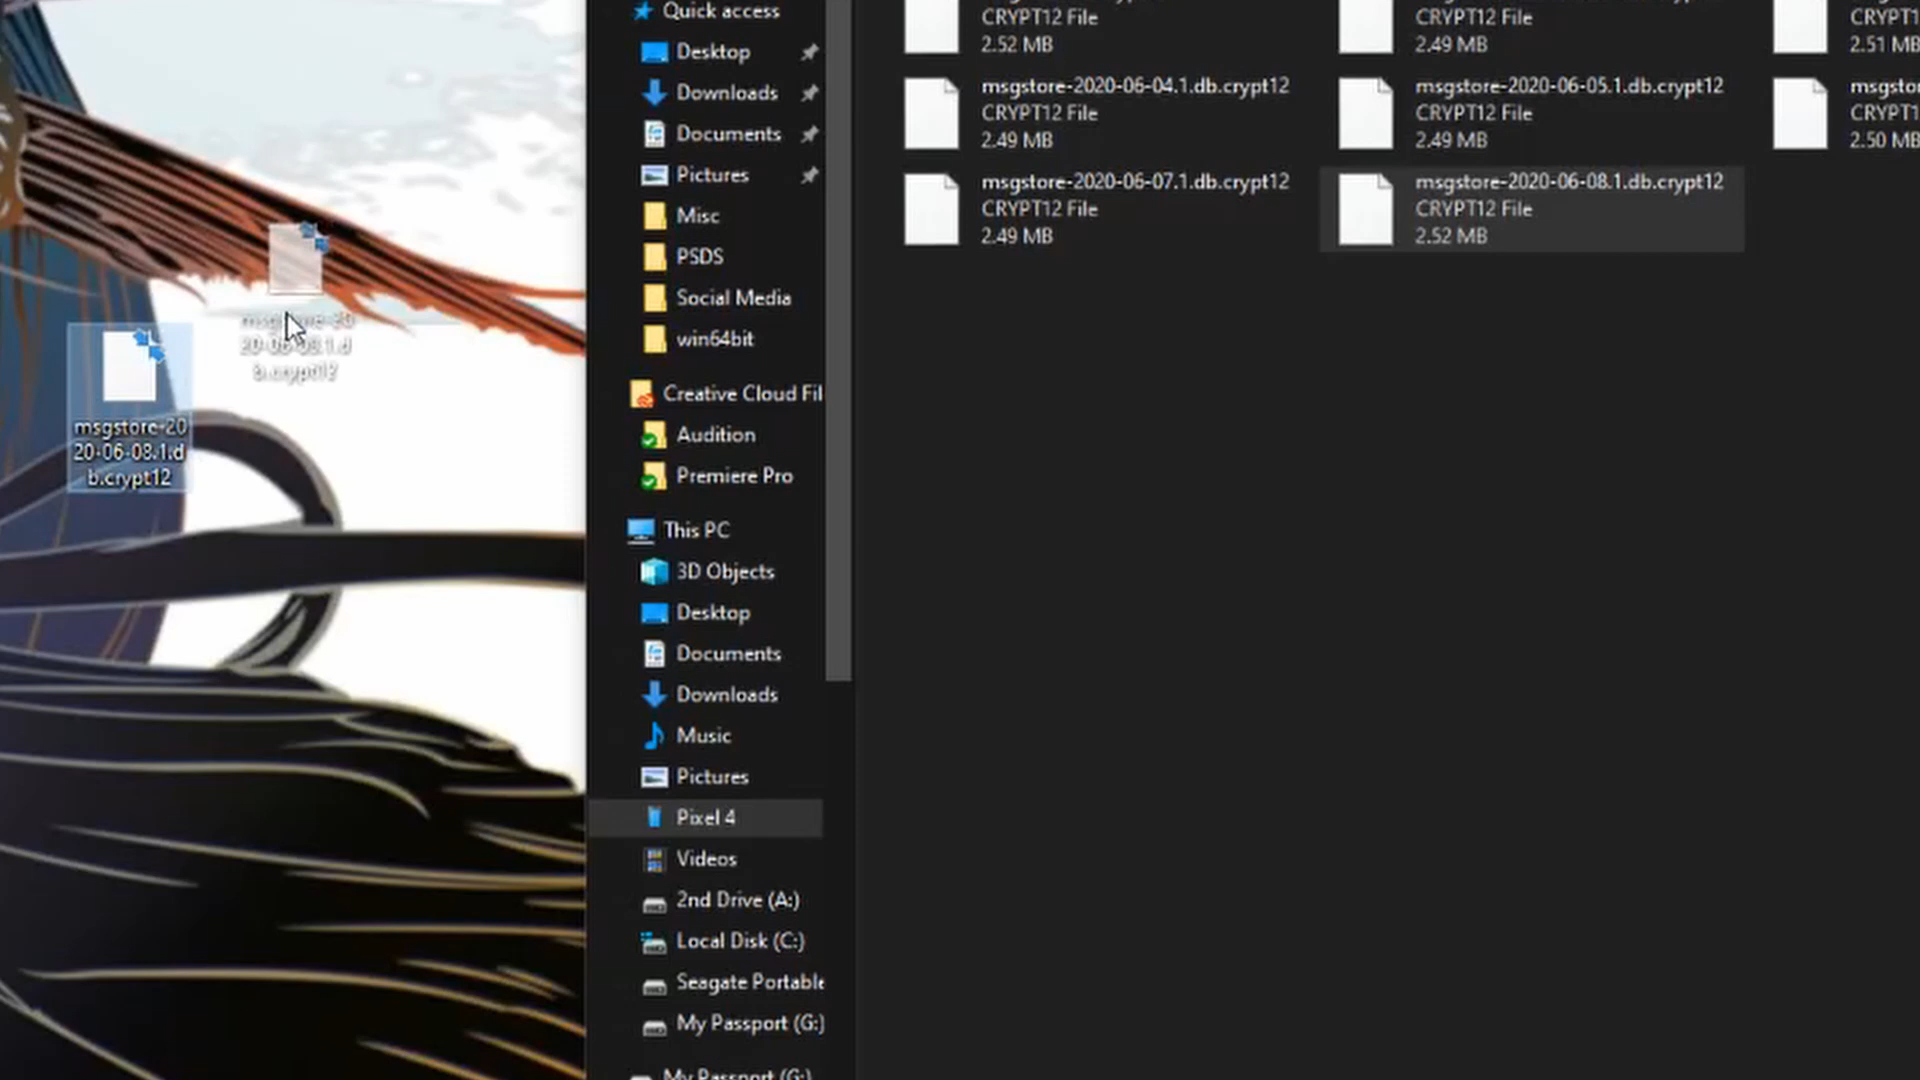 Quick access
Desktop
Downloads
Documents
Pictures
Misc
PSDS
Social Media
win64bit
Creative Cloud Fil
Audition
Premiere Pro
This PC
3D Objects
Desktop
Documents
Downloads
Music
Pictures
Pixel 4
Videos
2nd Drive (A:)
Local Disk (C:)
Seagate Portable
My Passport (G:)
My Passport (G:)
CRYPT12 File
2.52 MB
CRYPT12 File
2.49 MB
CRYPT1
2.51 MB
msgstore-2020-06-04.1.db.crypt12
CRYPT12 File
2.49 MB
msgstore-2020-06-05.1.db.crypt12
CRYPT12 File
2.49 MB
msgsto
CRYPT1
2.50 MB
msgstore-2020-06-07.1.db.crypt12
CRYPT12 File
2.49 MB
msgstore-2020-06-08.1.db.crypt12
CRYPT12 File
2.52 MB
msgstore-20
20-06-08.1.d
b.crypt12
20-06-08.1.d
b.crypt12